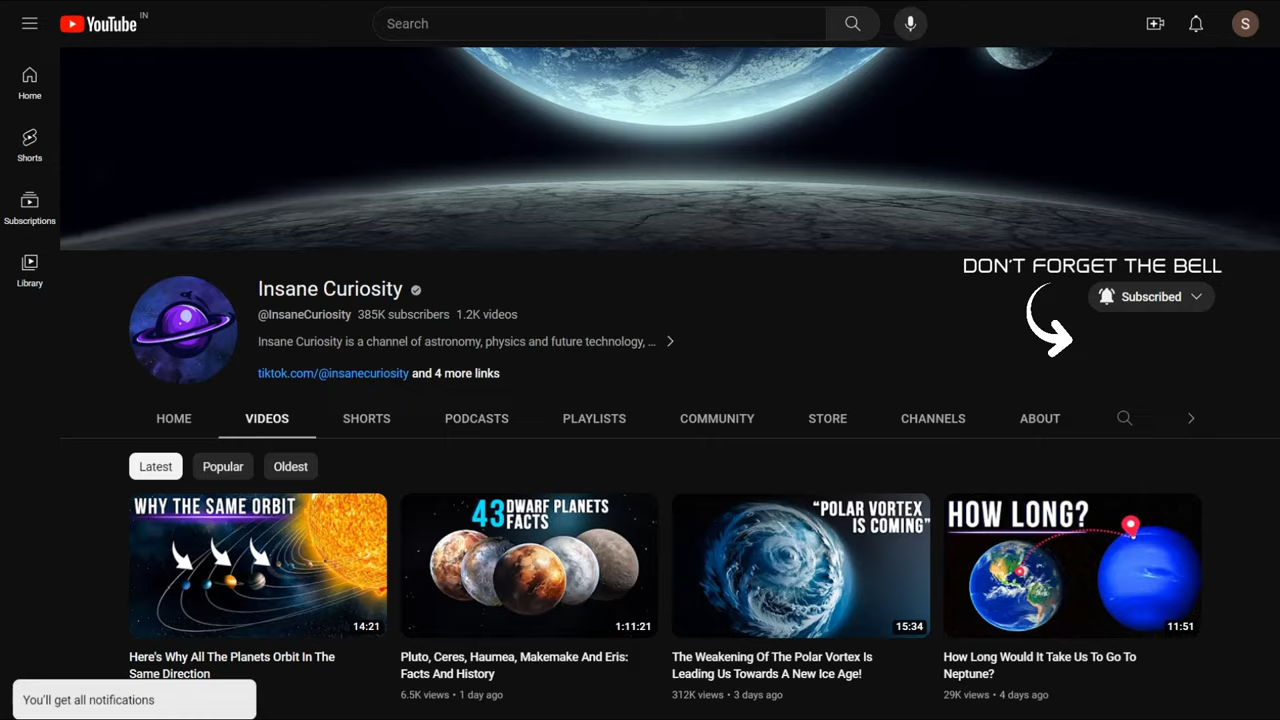 YouTube IN
Search
S
Home
Shorts
Subscriptions
Library
DON'T FORGET THE BELL
Subscribed
Insane Curiosity
@InsaneCuriosity 385K subscribers 1.2K videos
Insane Curiosity is a channel of astronomy, physics and future technology, ...
tiktok.com/@insanecuriosity and 4 more links
HOME VIDEOS SHORTS PODCASTS PLAYLISTS COMMUNITY STORE CHANNELS ABOUT
Latest Popular Oldest
WHY THE SAME ORBIT
14:21
43 DWARF PLANETS
FACTS
1:11:21
"POLAR VORTEX
IS COMING"
15:34
HOW LONG?
11:51
Here's Why All The Planets Orbit In The
Same Direction
Pluto, Ceres, Haumea, Makemake And Eris:
Facts And History
6.5K views • 1 day ago
The Weakening Of The Polar Vortex Is
Leading Us Towards A New Ice Age!
312K views • 3 days ago
How Long Would It Take Us To Go To
Neptune?
29K views • 4 days ago
You'll get all notifications